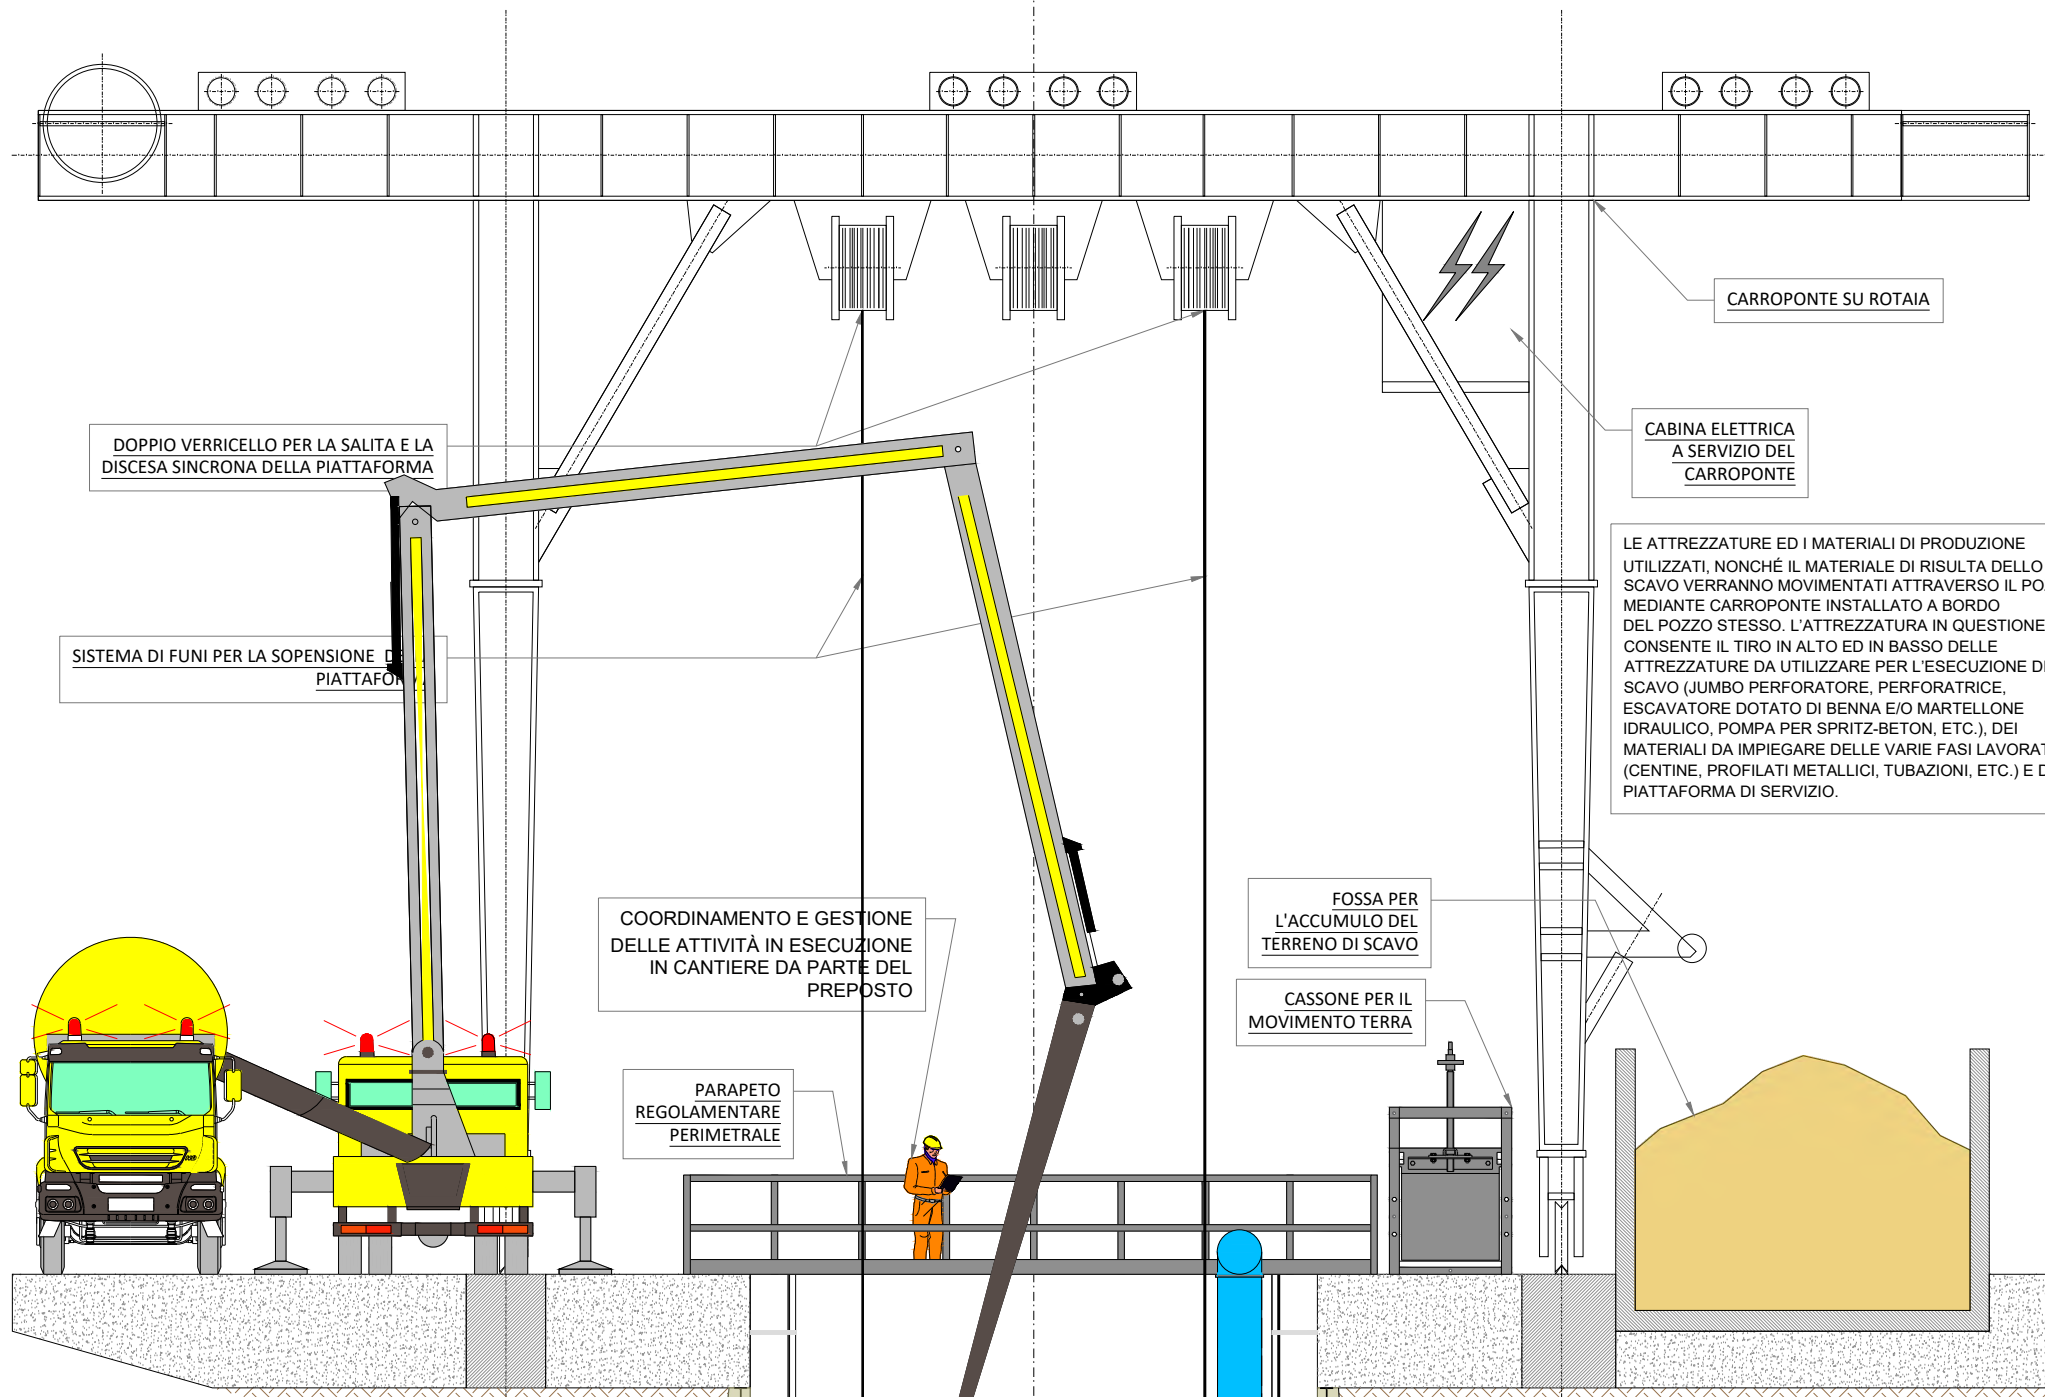 CARROPONTE SU ROTAIA
DOPPIO VERRICELLO PER LA SALITA E LA
DISCESA SINCRONA DELLA PIATTAFORMA
CABINA ELETTRICA
A SERVIZIO DEL
CARROPONTE
LE ATTREZZATURE ED I MATERIALI DI PRODUZIONE
UTILIZZATI, NONCHÉ IL MATERIALE DI RISULTA DELLO
SCAVO VERRANNO MOVIMENTATI ATTRAVERSO IL
MEDIANTE CARROPONTE INSTALLATO A BORDO
DEL POZZO STESSO. L'ATTREZZATURA IN QUESTIONE
CONSENTE IL TIRO IN ALTO ED IN BASSO DELLE
ATTREZZATURE DA UTILIZZARE PER L'ESECUZIONE
SCAVO (JUMBO PERFORATORE, PERFORATRICE,
ESCAVATORE DOTATO DI BENNA E/O MARTELLONE
IDRAULICO, POMPA PER SPRITZ-BETON, ETC.), DEI
MATERIALI DA IMPIEGARE DELLE VARIE FASI
(CENTINE, PROFILATI METALLICI, TUBAZIONI, ETC.) E
PIATTAFORMA DI SERVIZIO.
SISTEMA DI FUNI PER LA SOPENSIONE
COORDINAMENTO E GESTIONE
DELLE ATTIVITÀ IN ESECUZIONE
IN CANTIERE DA PARTE DEL
PREPOSTO
FOSSA PER
L'ACCUMULO DEL
TERRENO DI SCAVO
CASSONE PER IL
MOVIMENTO TERRA
PARAPETO
REGOLAMENTARE
PERIMETRALE